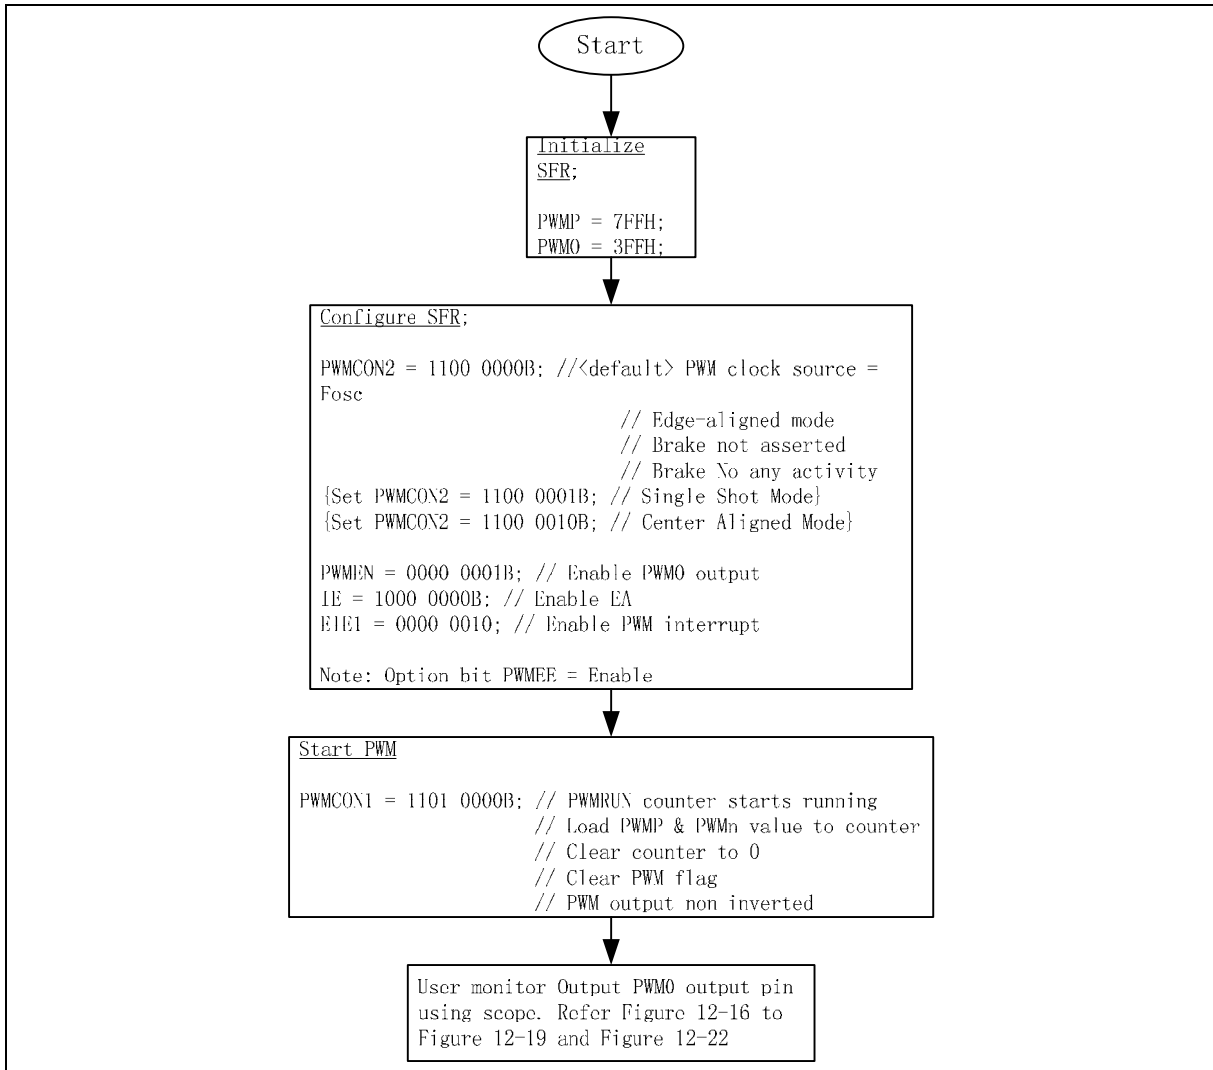 Start
Initialize
SFR;
PWMP = 7FFH;
PWM0 = 3FFH;
Configure SFR;
PWMCON2 = 1100 0000B; //<default> PWM clock source =
Fosc
// Edge-aligned mode
// Brake not asserted
// Brake No any activity
{Set PWMCON2 = 1100 0001B; // Single Shot Mode}
{Set PWMCON2 = 1100 0010B; // Center Aligned Mode}
PWMEN = 0000 0001B; // Enable PWM0 output
IE = 1000 0000B; // Enable EA
EIE1 = 0000 0010; // Enable PWM interrupt
Note: Option bit PWMEE = Enable
Start PWM
PWMCON1 = 1101 0000B; // PWMRUN counter starts running
// Load PWMP & PWMn value to counter
// Clear counter to 0
// Clear PWM flag
// PWM output non inverted
User monitor Output PWM0 output pin
using scope. Refer Figure 12-16 to
Figure 12-19 and Figure 12-22